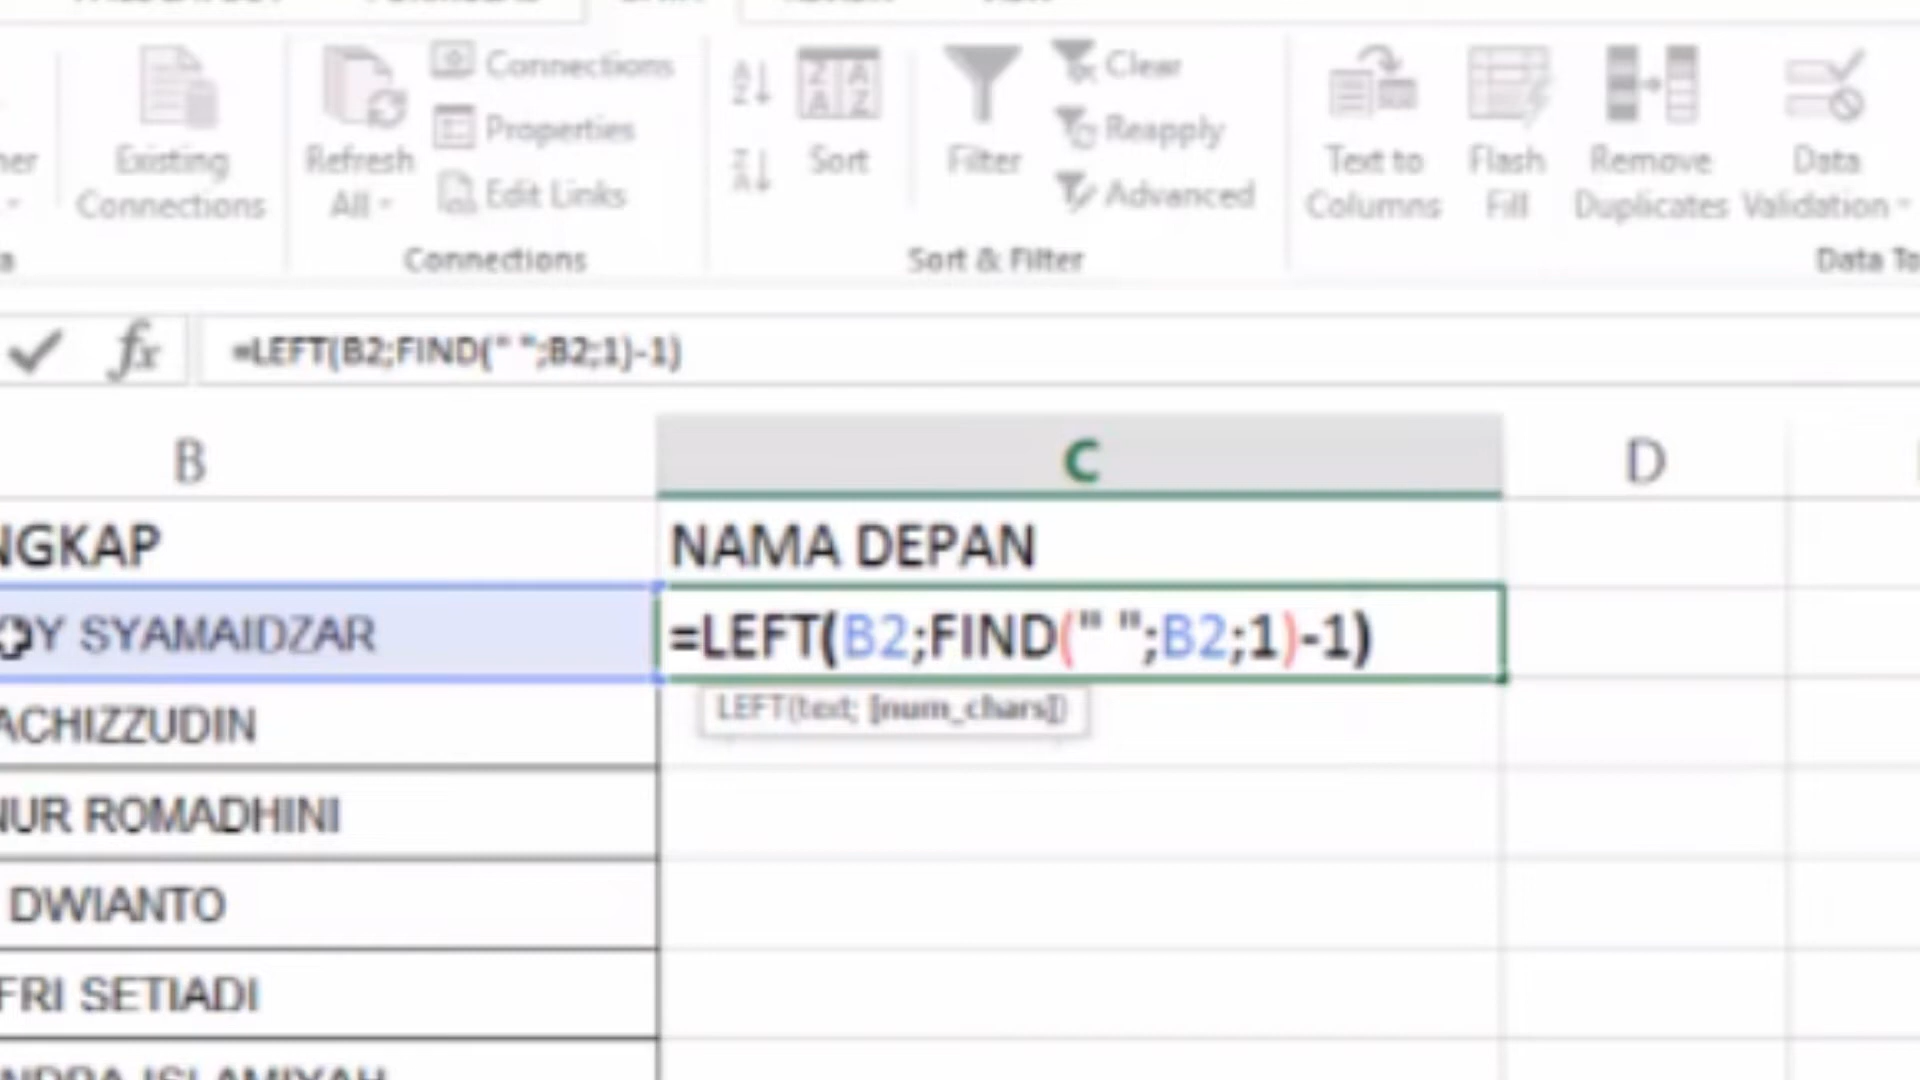 Existing Connections
Refresh All
Connections
Properties
Edit Links
Connections
Sort
Filter
Clear
Reapply
Advanced
Sort & Filter
Text to Columns
Flash Fill
Remove Duplicates
Data Validation
Data To
=LEFT(B2;FIND(" ";B2;1)-1)
B C D
NGKAP NAMA DEPAN
Y SYAMAIDZAR =LEFT(B2;FIND(" ";B2;1)-1)
LEFT(text; [num_chars])
ACHIZZUDIN
NUR ROMADHINI
DWIANTO
FRI SETIADI